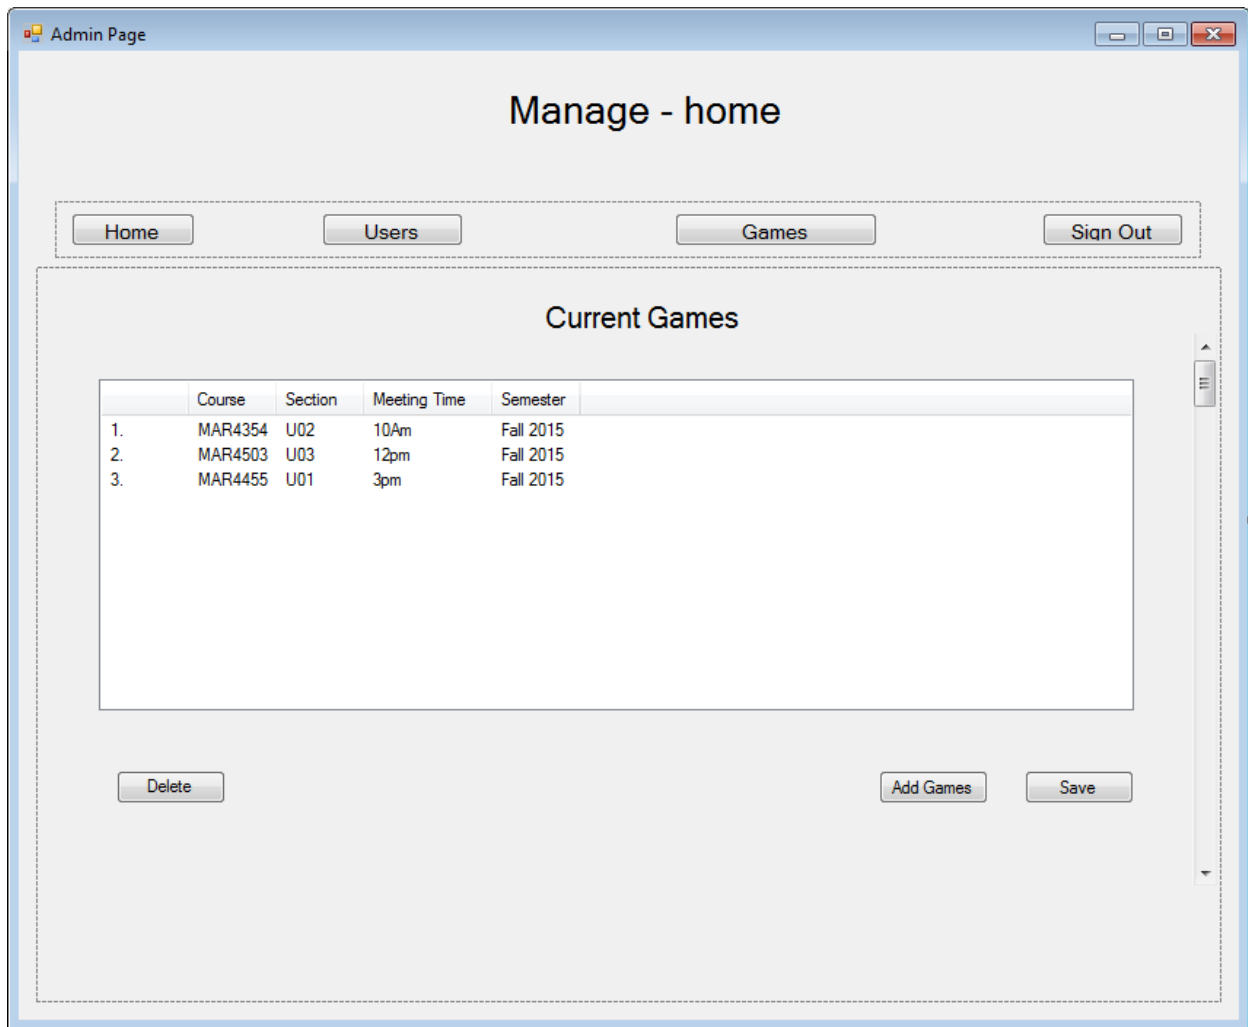 Admin Page
Manage - home
Home Users Games Sign Out
Current Games
Course Section Meeting Time Semester
1. MAR4354 U02 10Am Fall 2015
2. MAR4503 U03 12pm Fall 2015
3. MAR4455 U01 3pm Fall 2015
Delete Add Games Save